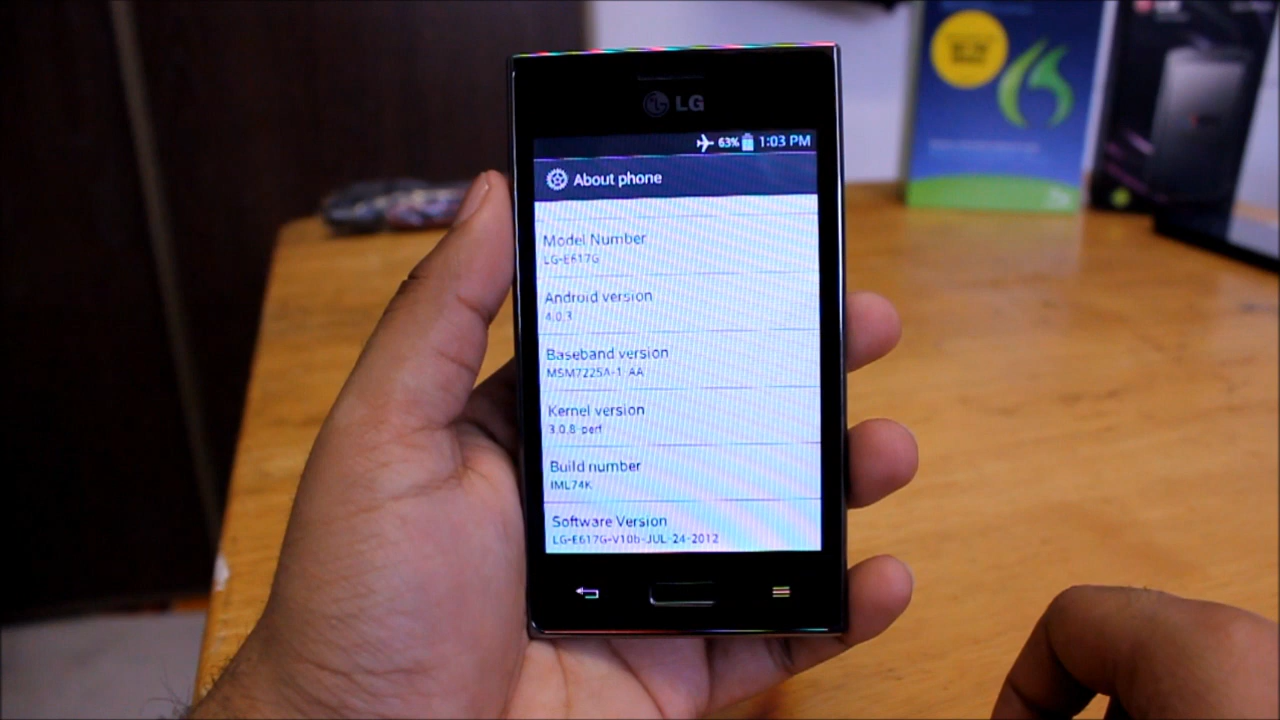 LG
63% 1:03 PM
About phone
Model Number
LG-E617G
Android version
4.0.3
Baseband version
MSM7225A-1-AA
Kernel version
3.0.8-perf
Build number
IML74K
Software Version
LG-E617G-V10b-JUL-24-2012